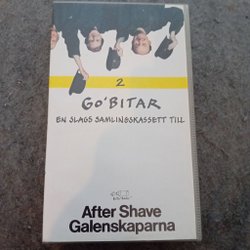 2
GO'BITAR
EN SLAGS SAMLINGSKASSETT TILL
After Shave
Galenskaparna